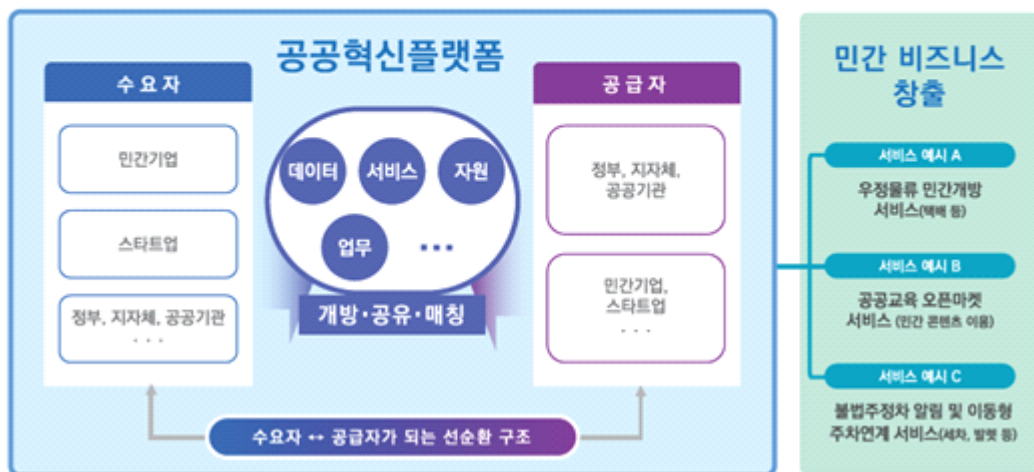 공공혁신플랫폼
수요자
민간기업
스타트업
정부, 지자체, 공공기관
· · ·
데이터
서비스
자원
업무
···
개방·공유·매칭
공급자
정부, 지자체,
공공기관
민간기업,
스타트업
· · ·
수요자 ↔ 공급자가 되는 선순환 구조
민간 비즈니스
창출
서비스 예시 A
우정물류 민간개방
서비스(택배 등)
서비스 예시 B
공공교육 오픈마켓
서비스 (민간 콘텐츠 이용)
서비스 예시 C
불법주정차 알림 및 이동형
주차연계 서비스(세차, 발렛 등)